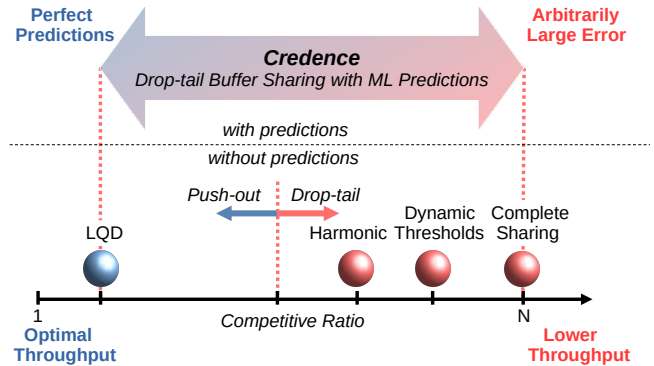 Perfect
Predictions
Arbitrarily
Large Error
Credence
Drop-tail Buffer Sharing with ML Predictions
with predictions
without predictions
Push-out
Drop-tail
LQD
Harmonic
Dynamic
Thresholds
Complete
Sharing
1
Competitive Ratio
N
Optimal
Throughput
Lower
Throughput